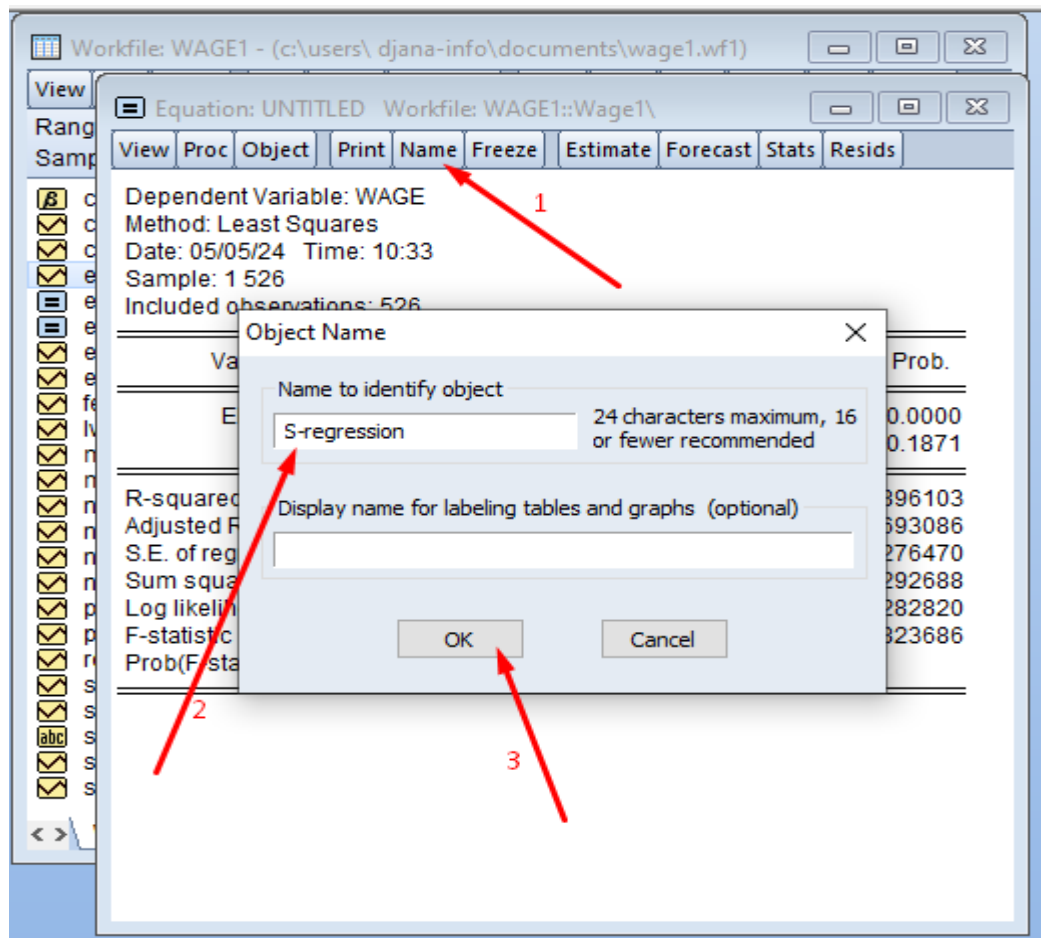 Workfile: WAGE1 - (c:\users\ djana-info\documents\wage1.wf1)
View
Equation: UNTITLED Workfile: WAGE1::Wage1\
Rang
Samp
View Proc Object Print Name Freeze Estimate Forecast Stats Resids
Dependent Variable: WAGE
Method: Least Squares
Date: 05/05/24 Time: 10:33
Sample: 1 526
Included observations: 526
1
Object Name
Va
Prob.
Name to identify object
S-regression
24 characters maximum, 16
or fewer recommended
E
0.0000
0.1871
Display name for labeling tables and graphs (optional)
R-squared
396103
Adjusted R
693086
S.E. of reg
276470
Sum squa
292688
Log likelih
282820
F-statistic
323686
Prob(F-sta
OK Cancel
2
3